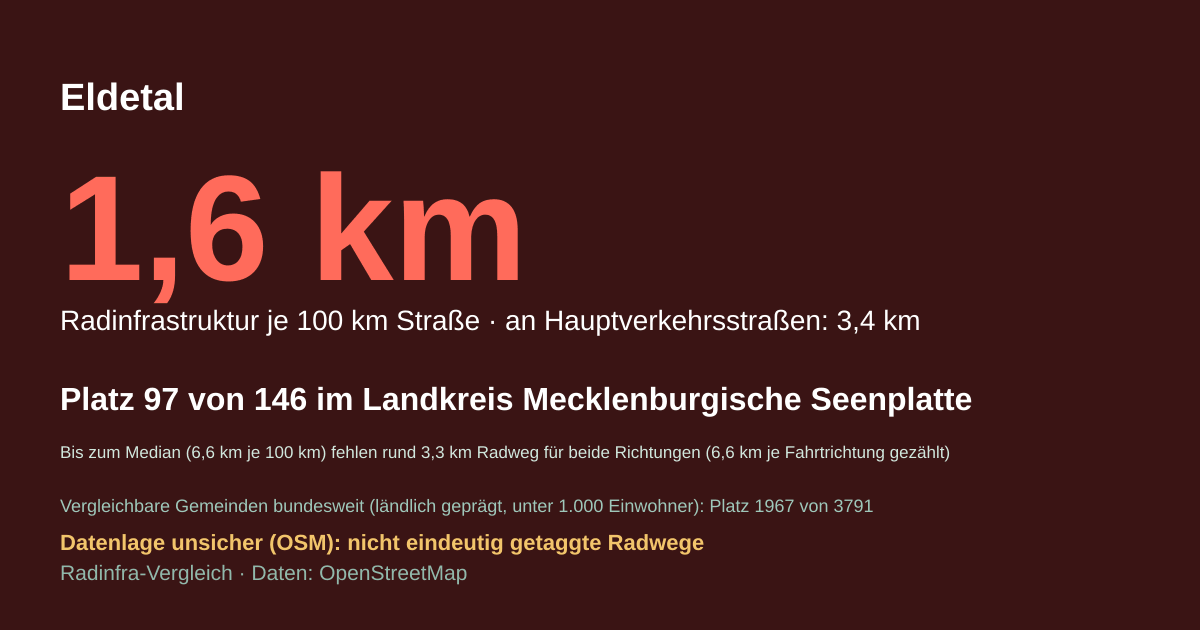 Eldetal
1,6 km
Radinfrastruktur je 100 km Straße · an Hauptverkehrsstraßen: 3,4 km
Platz 97 von 146 im Landkreis Mecklenburgische Seenplatte
Bis zum Median (6,6 km je 100 km) fehlen rund 3,3 km Radweg für beide Richtungen (6,6 km je Fahrtrichtung gezählt)
Vergleichbare Gemeinden bundesweit (ländlich geprägt, unter 1.000 Einwohner): Platz 1967 von 3791
Datenlage unsicher (OSM): nicht eindeutig getaggte Radwege
Radinfra-Vergleich · Daten: OpenStreetMap